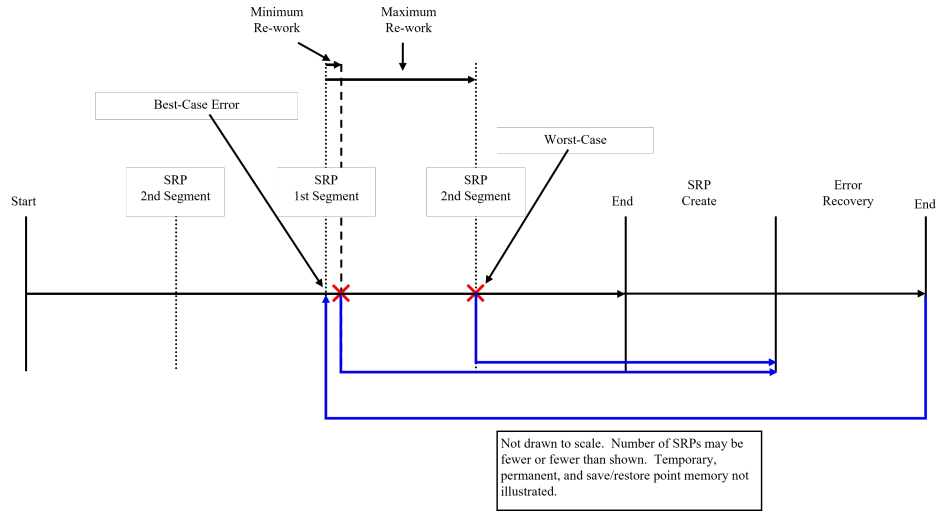 Minimum
Re-work
Maximum
Re-work
Best-Case Error
Worst-Case
SRP
2nd Segment
SRP
1st Segment
SRP
2nd Segment
Start
End
SRP
Create
Error
Recovery
End
Not drawn to scale. Number of SRPs may be
fewer or fewer than shown. Temporary,
permanent, and save/restore point memory not
illustrated.